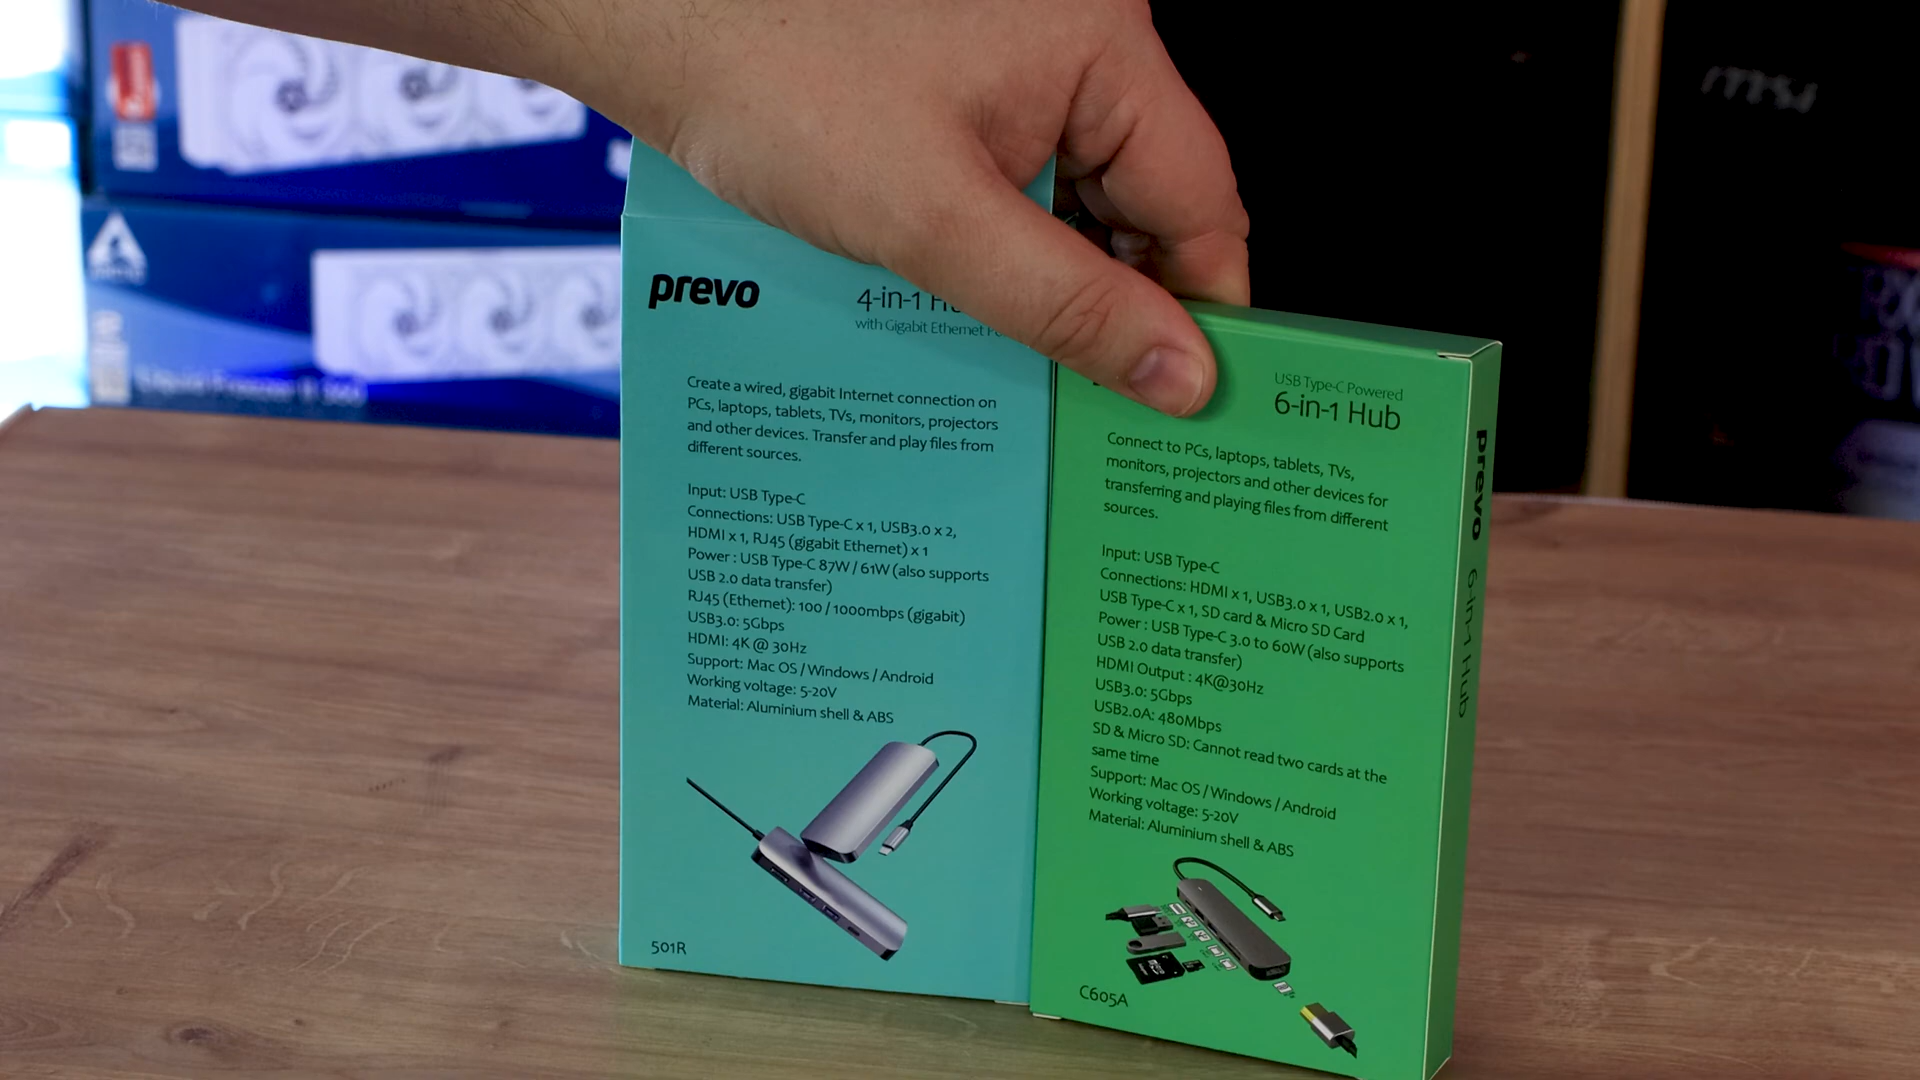 prevo
4-in-1
with Gigabit Ethernet
Create a wired, gigabit Internet connection on
PCs, laptops, tablets, TVs, monitors, projectors
and other devices. Transfer and play files from
different sources.
Input: USB Type-C
Connections: USB Type-C x 1, USB3.0 x 2,
HDMI x 1, RJ45 (gigabit Ethernet) x 1
Power : USB Type-C 87W / 61W (also supports
USB 2.0 data transfer)
RJ45 (Ethernet): 100 / 1000mbps (gigabit)
USB3.0: 5Gbps
HDMI: 4K @ 30Hz
Support: Mac OS / Windows / Android
Working voltage: 5-20V
Material: Aluminium shell & ABS
501R
USB Type-C Powered
6-in-1 Hub
Connect to PCs, laptops, tablets, TVs,
monitors, projectors and other devices for
transferring and playing files from different
sources.
Input: USB Type-C
Connections: HDMI x 1, USB3.0 x 1, USB2.0 x 1,
USB Type-C x 1, SD card & Micro SD Card
Power : USB Type-C 3.0 to 60W (also supports
USB 2.0 data transfer)
HDMI Output : 4K@30Hz
USB3.0: 5Gbps
USB2.0A: 480Mbps
SD & Micro SD: Cannot read two cards at the
same time
Support: Mac OS / Windows / Android
Working voltage: 5-20V
Material: Aluminium shell & ABS
C605A
prevo 6-in-1 Hub
msi
Liquid Freezer II 360